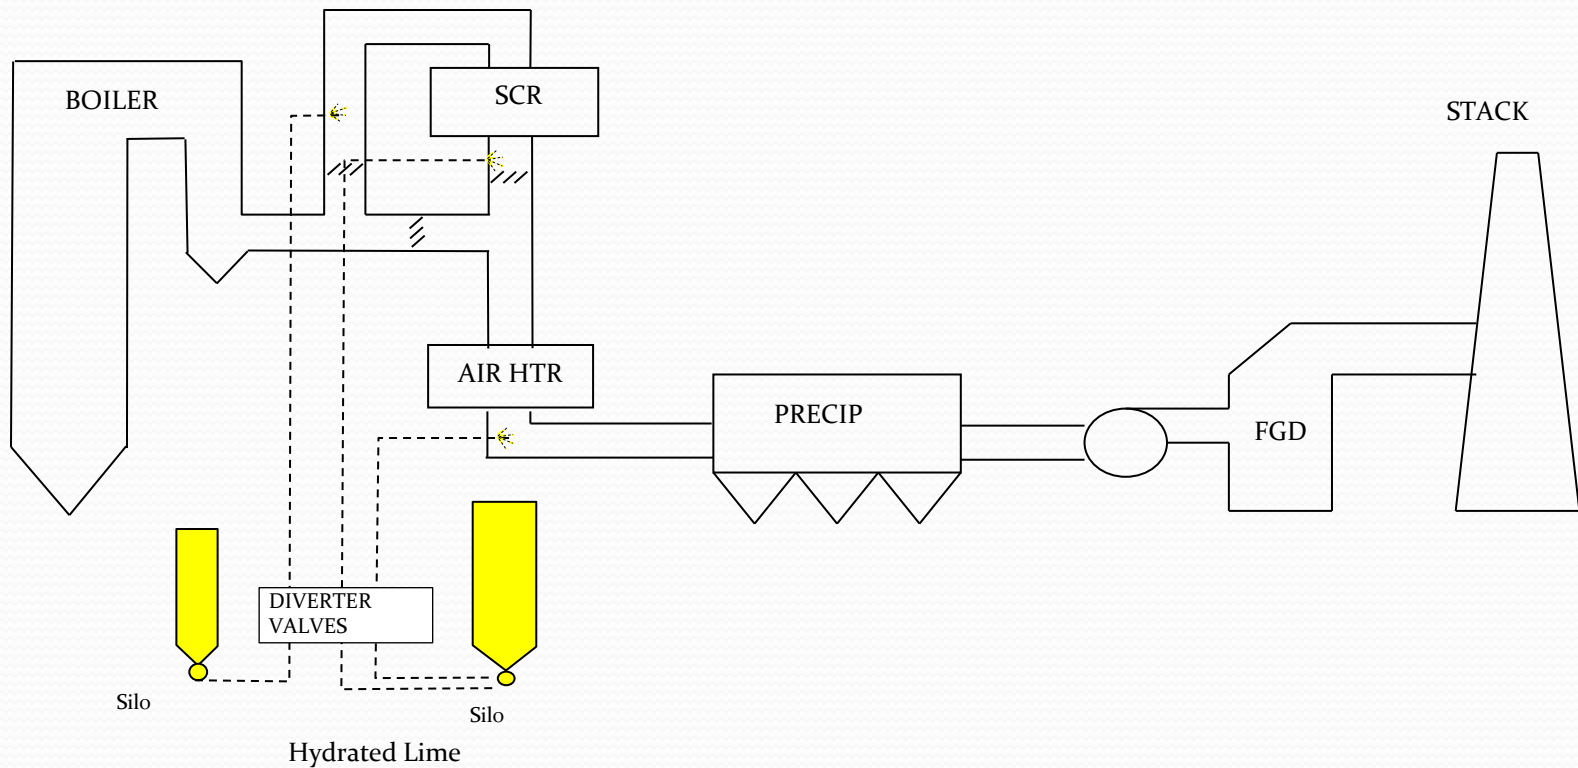 BOILER
SCR
STACK
AIR HTR
PRECIP
FGD
DIVERTER
VALVES
Silo
Silo
Hydrated Lime